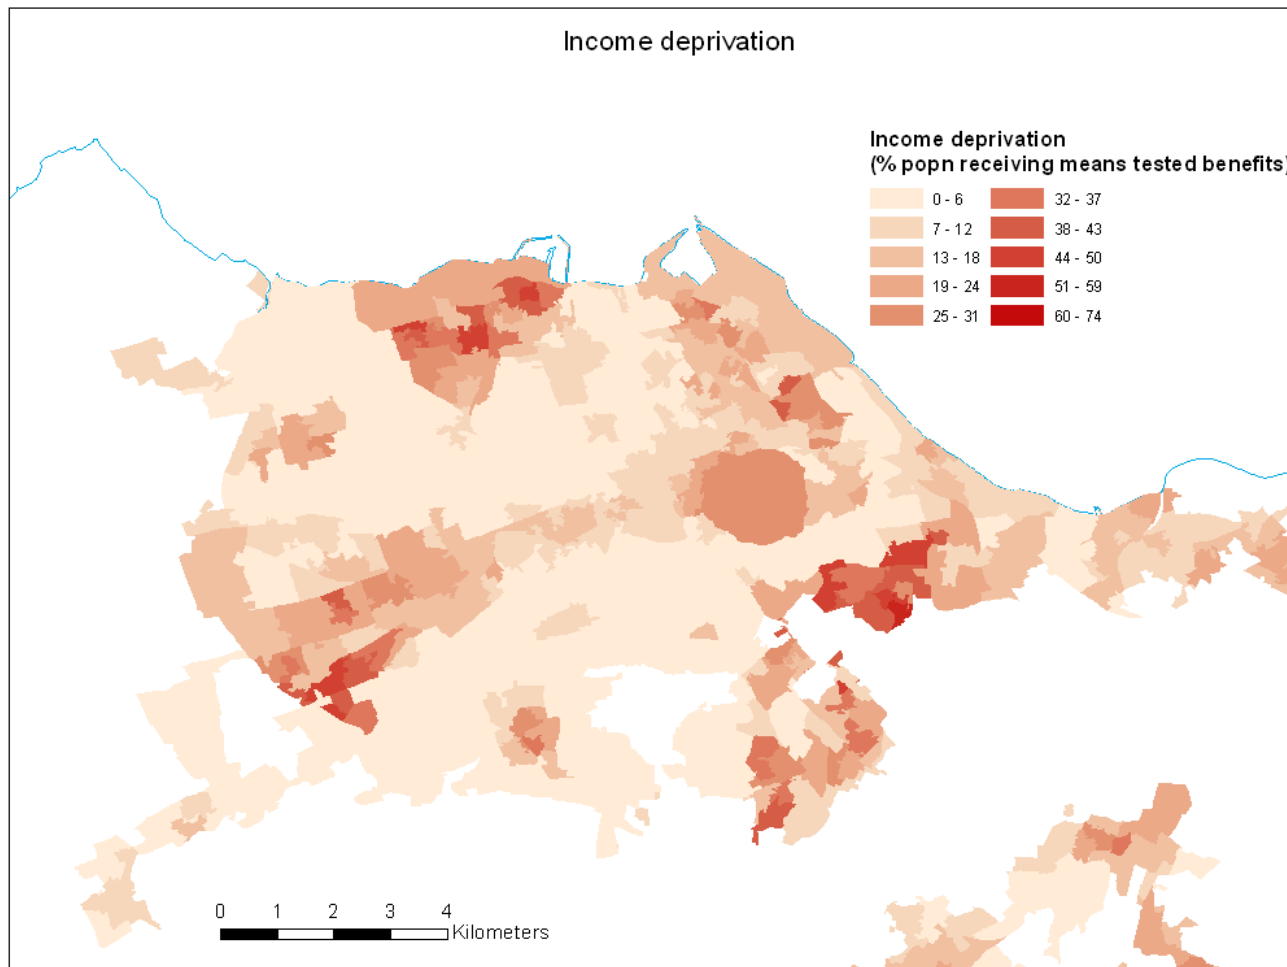 Income deprivation
Income deprivation
(% popn receiving means tested benefits)
0 - 6 32 - 37
7 - 12 38 - 43
13 - 18 44 - 50
19 - 24 51 - 59
25 - 31 60 - 74
0 1 2 3 4
Kilometers